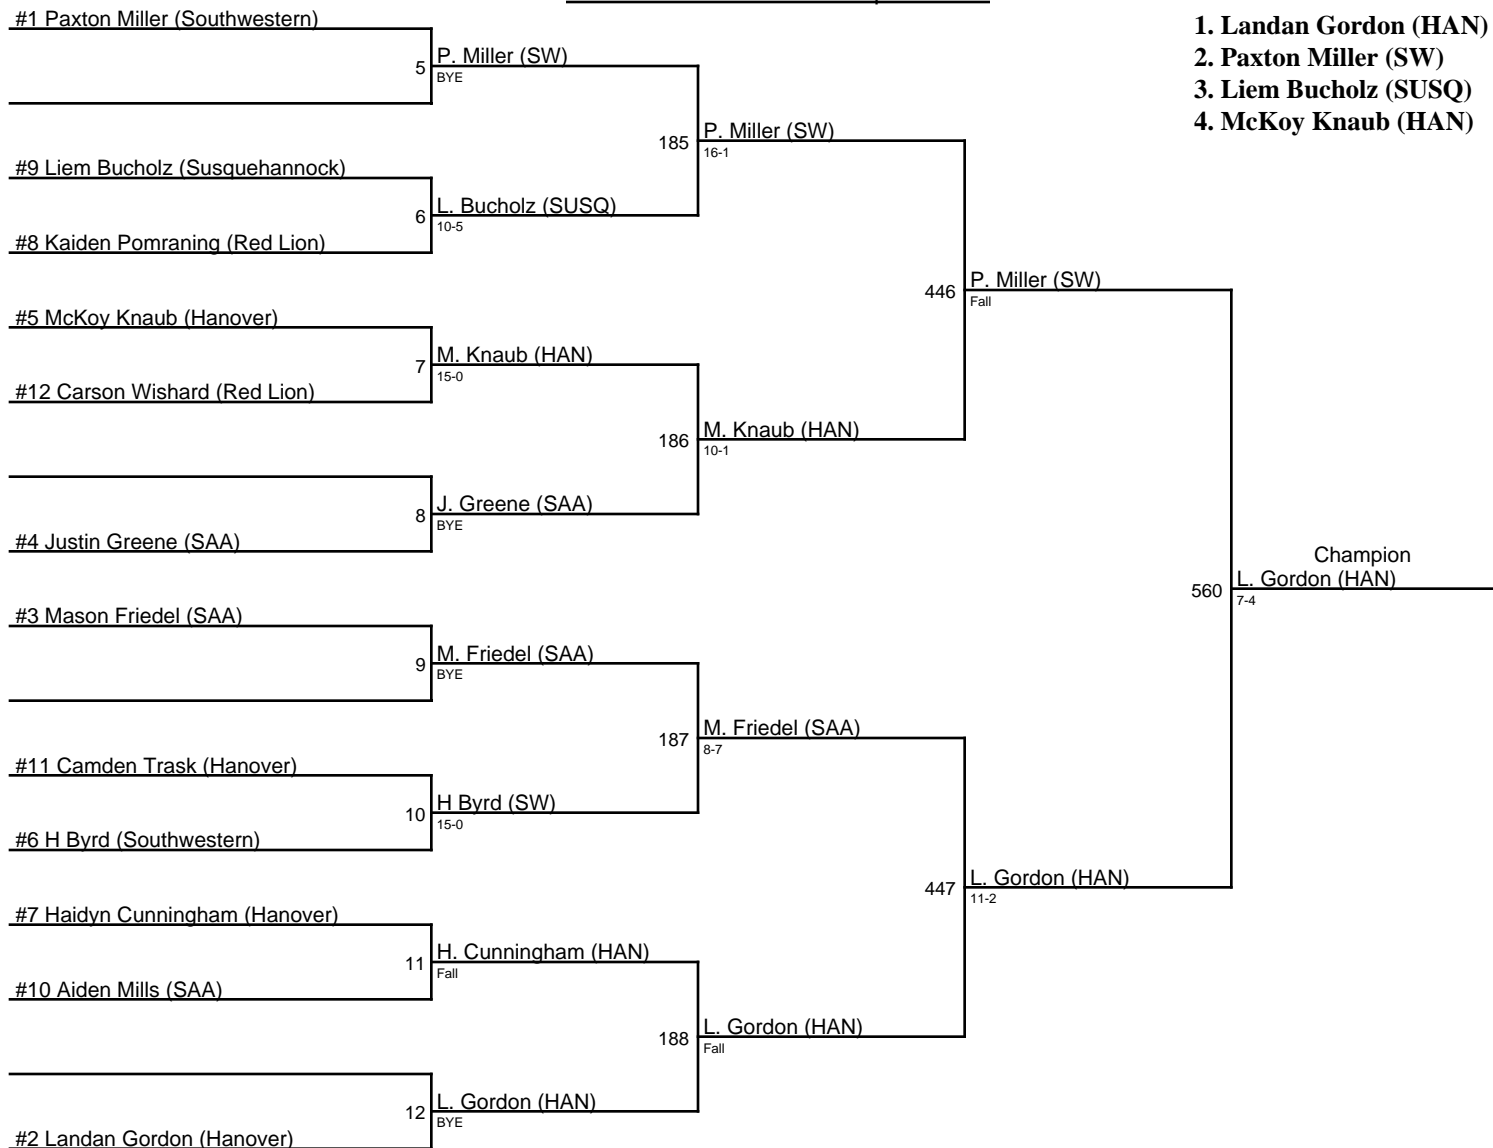 #1 Paxton Miller (Southwestern)
5
P. Miller (SW)
BYE
#9 Liem Bucholz (Susquehannock)
6
L. Bucholz (SUSQ)
10-5
#8 Kaiden Pomraning (Red Lion)
185
P. Miller (SW)
16-1
#5 McKoy Knaub (Hanover)
7
M. Knaub (HAN)
15-0
#12 Carson Wishard (Red Lion)
186
M. Knaub (HAN)
10-1
8
J. Greene (SAA)
BYE
#4 Justin Greene (SAA)
446
P. Miller (SW)
Fall
#3 Mason Friedel (SAA)
9
M. Friedel (SAA)
BYE
187
M. Friedel (SAA)
8-7
#11 Camden Trask (Hanover)
10
H Byrd (SW)
15-0
#6 H Byrd (Southwestern)
447
L. Gordon (HAN)
11-2
#7 Haidyn Cunningham (Hanover)
11
H. Cunningham (HAN)
Fall
#10 Aiden Mills (SAA)
188
L. Gordon (HAN)
Fall
12
L. Gordon (HAN)
BYE
#2 Landan Gordon (Hanover)
560
Champion
L. Gordon (HAN)
7-4
1. Landan Gordon (HAN)
2. Paxton Miller (SW)
3. Liem Bucholz (SUSQ)
4. McKoy Knaub (HAN)